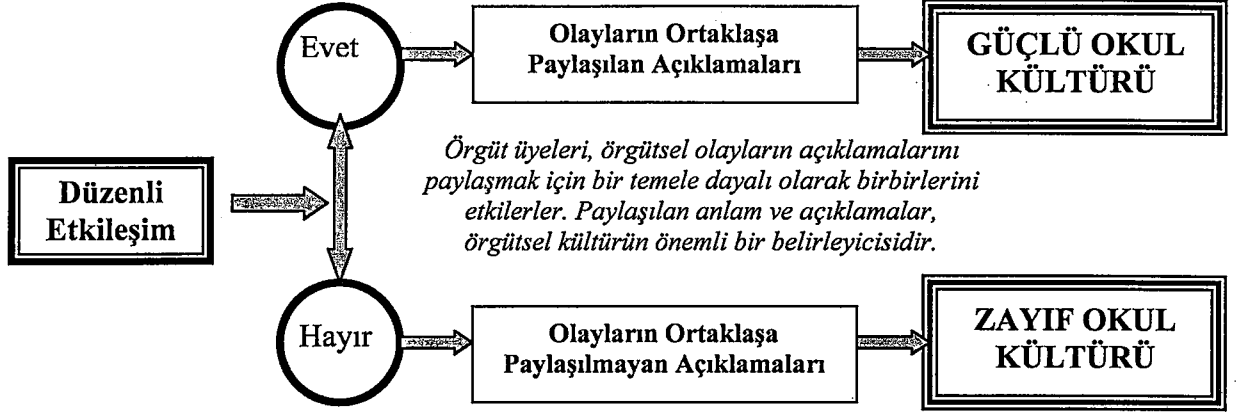 Evet
Olayların Ortaklaşa
Paylaşılan Açıklamaları
GÜÇLÜ OKUL
KÜLTÜRÜ
Düzenli
Etkileşim
Örgüt üyeleri, örgütsel olayların açıklamalarını
paylaşmak için bir temele dayalı olarak birbirlerini
etkilerler. Paylaşılan anlam ve açıklamalar,
örgütsel kültürün önemli bir belirleyicisidir.
Hayır
Olayların Ortaklaşa
Paylaşılmayan Açıklamaları
ZAYIF OKUL
KÜLTÜRÜ